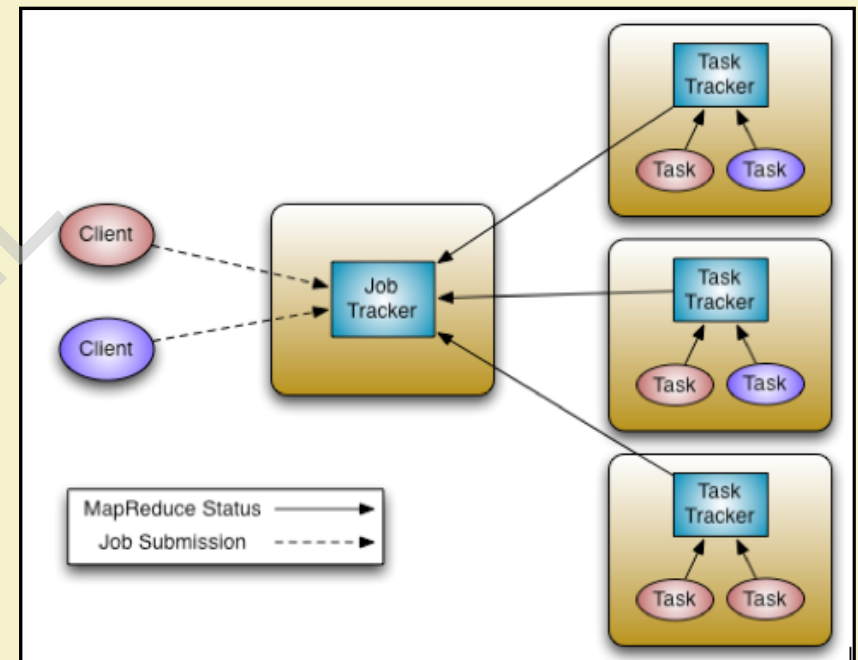 Task
Tracker
Task
Task
Client
Job
Tracker
Task
Tracker
Task
Task
Client
MapReduce Status
Job Submission
Task
Tracker
Task
Task